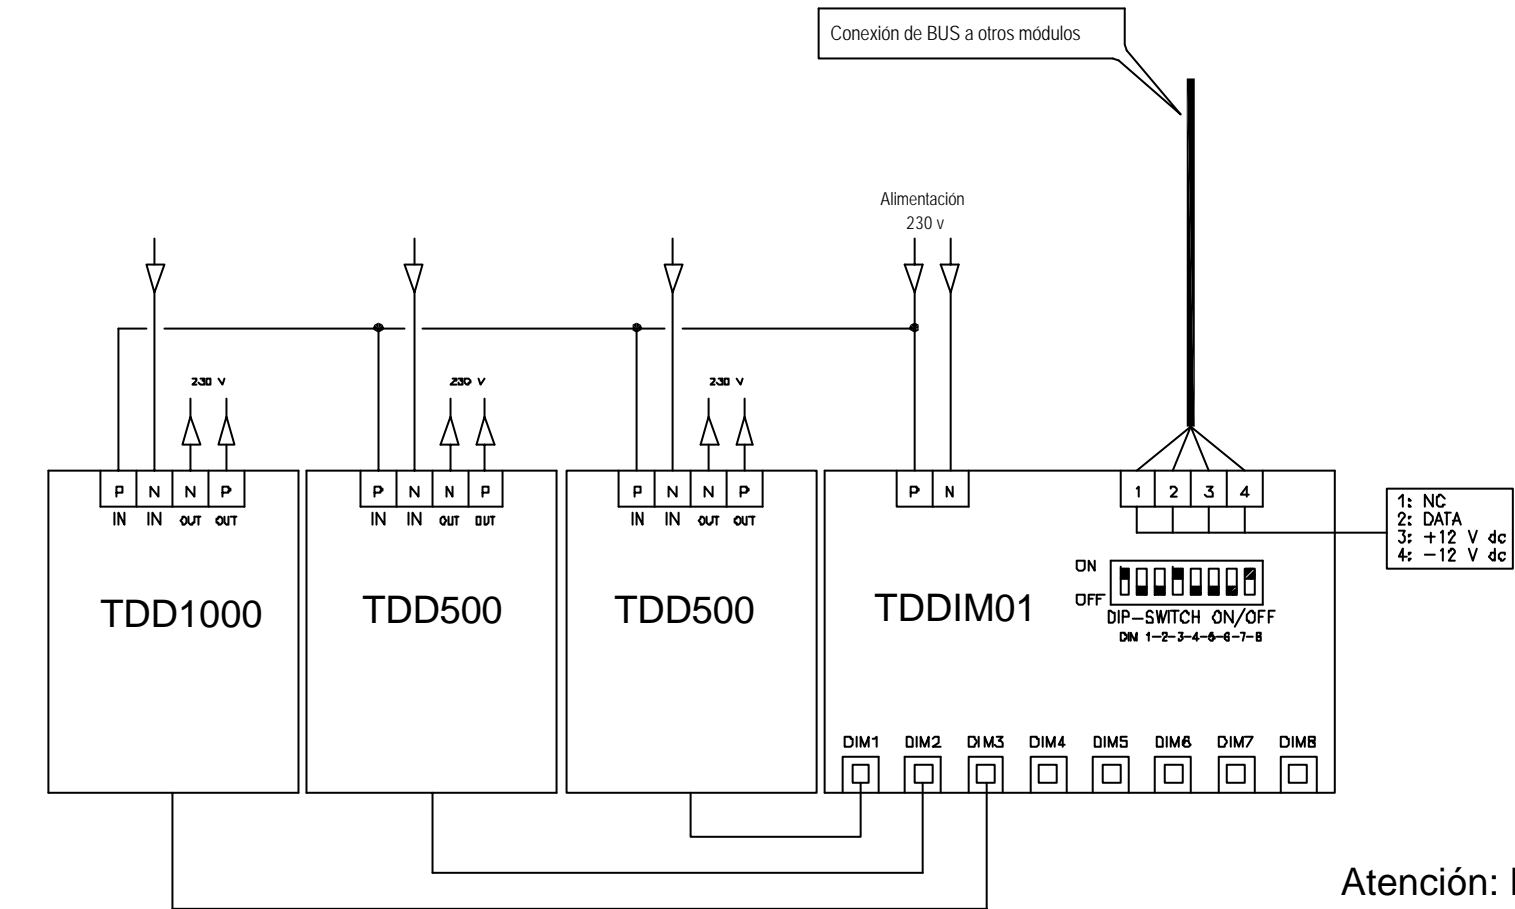 Conexión de BUS a otros módulos
Alimentación
230 v
230 V
230 V
230 V
P N N P
IN IN OUT OUT
P N N P
IN IN OUT OUT
P N N P
IN IN OUT OUT
P N
1 2 3 4
1: NC
2: DATA
3: +12 V dc
4: -12 V dc
ON
OFF
DIP-SWITCH ON/OFF
DIM 1-2-3-4-5-6-7-8
TDD1000
TDD500
TDD500
TDDIM01
DIM1 DIM2 DIM3 DIM4 DIM5 DIM6 DIM7 DIM8
Atención: